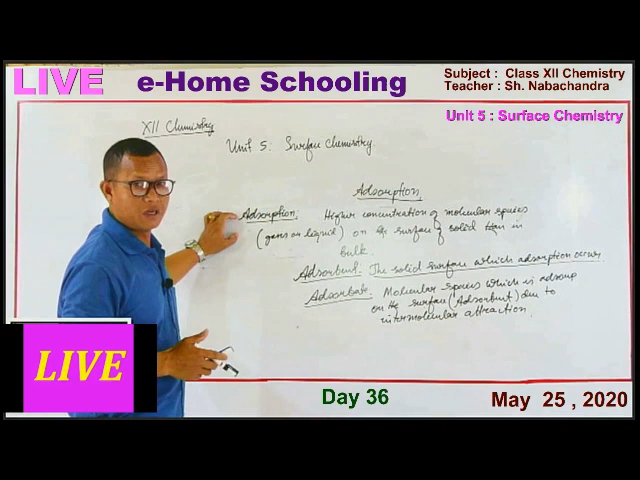 LIVE e-Home Schooling
Subject : Class XII Chemistry
Teacher : Sh. Nabachandra
Unit 5 : Surface Chemistry
XII Chemistry
Unit 5: Surface Chemistry.
Adsorption.
Adsorption: Higher concentration of molecular species
(gases or liquid) on the surface of solid than in
bulk.
Adsorbent: The solid surface which adsorption occurs.
Adsorbate: Molecular species which is adsorp
on the surface (Adsorbent) due to
intermolecular attraction.
LIVE
Day 36
May 25 , 2020